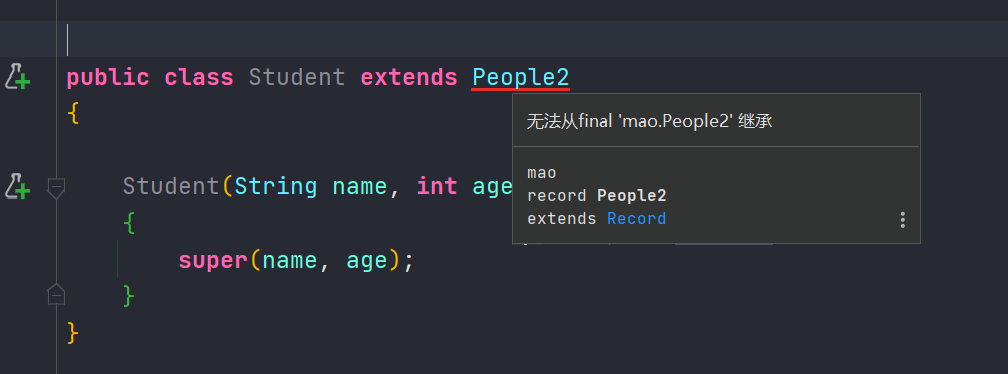 public class Student extends People2
{
无法从final 'mao.People2' 继承
mao
record People2
extends Record
Student(String name, int age
{
super(name, age);
}
}